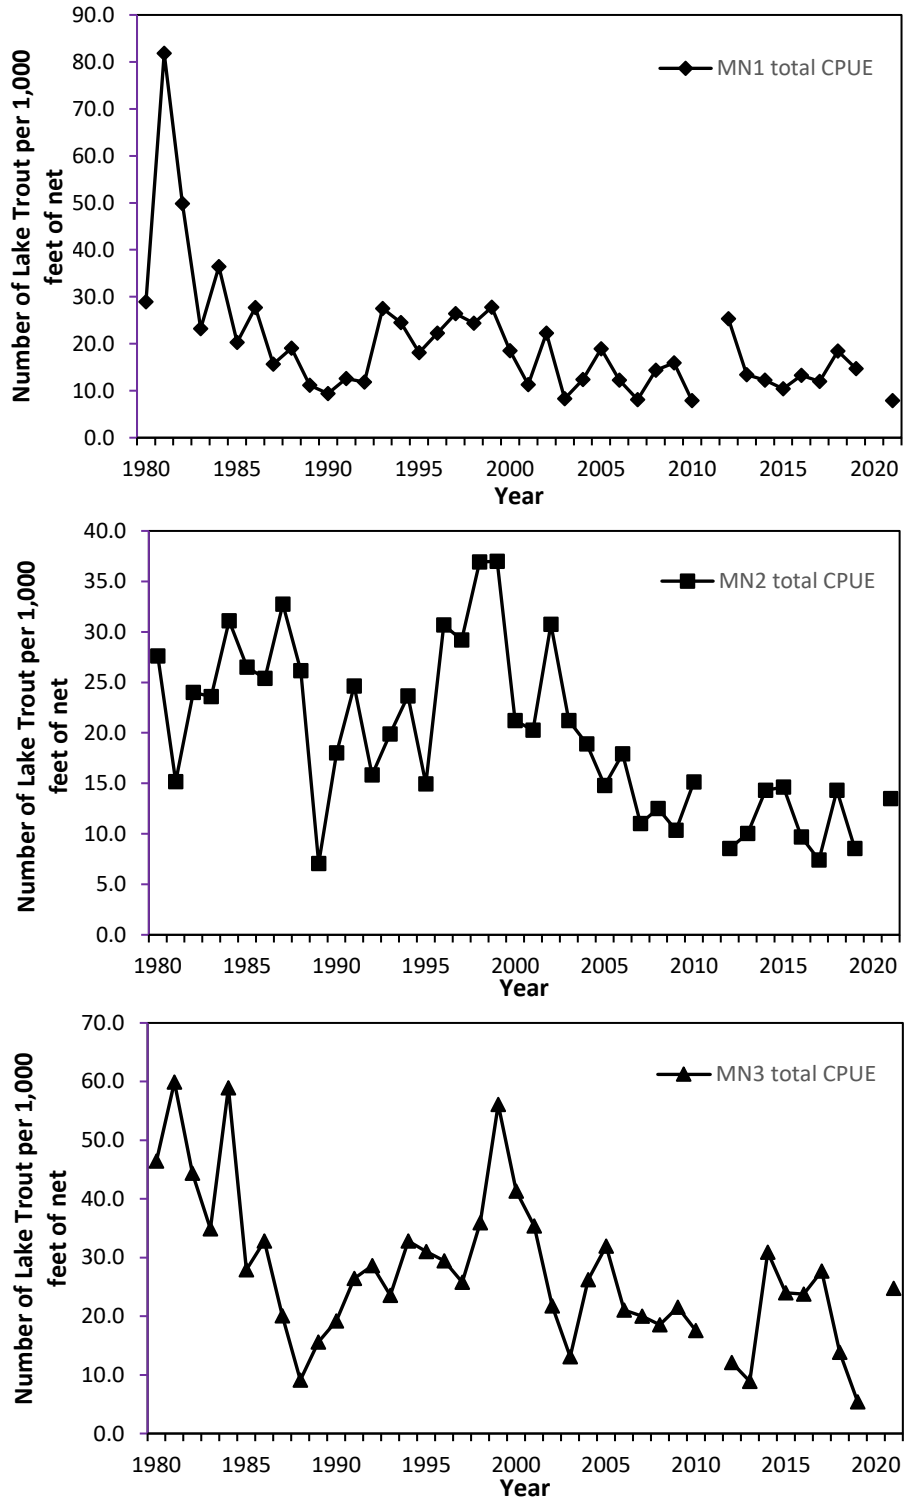 90.0
80.0
70.0
60.0
50.0
40.0
30.0
20.0
10.0
0.0
Number of Lake Trout per 1,000
feet of net
MN1 total CPUE
1980 1985 1990 1995 2000 2005 2010 2015 2020
Year
40.0
35.0
30.0
25.0
20.0
15.0
10.0
5.0
0.0
Number of Lake Trout per 1,000
feet of net
MN2 total CPUE
1980 1985 1990 1995 2000 2005 2010 2015 2020
Year
70.0
60.0
50.0
40.0
30.0
20.0
10.0
0.0
Number of Lake Trout per 1,000
feet of net
MN3 total CPUE
1980 1985 1990 1995 2000 2005 2010 2015 2020
Year